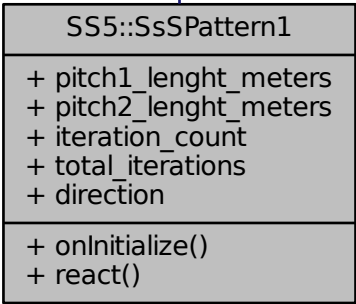 SS5::SsSPattern1
+ pitch1_lenght_meters
+ pitch2_lenght_meters
+ iteration_count
+ total_iterations
+ direction
+ onInitialize()
+ react()